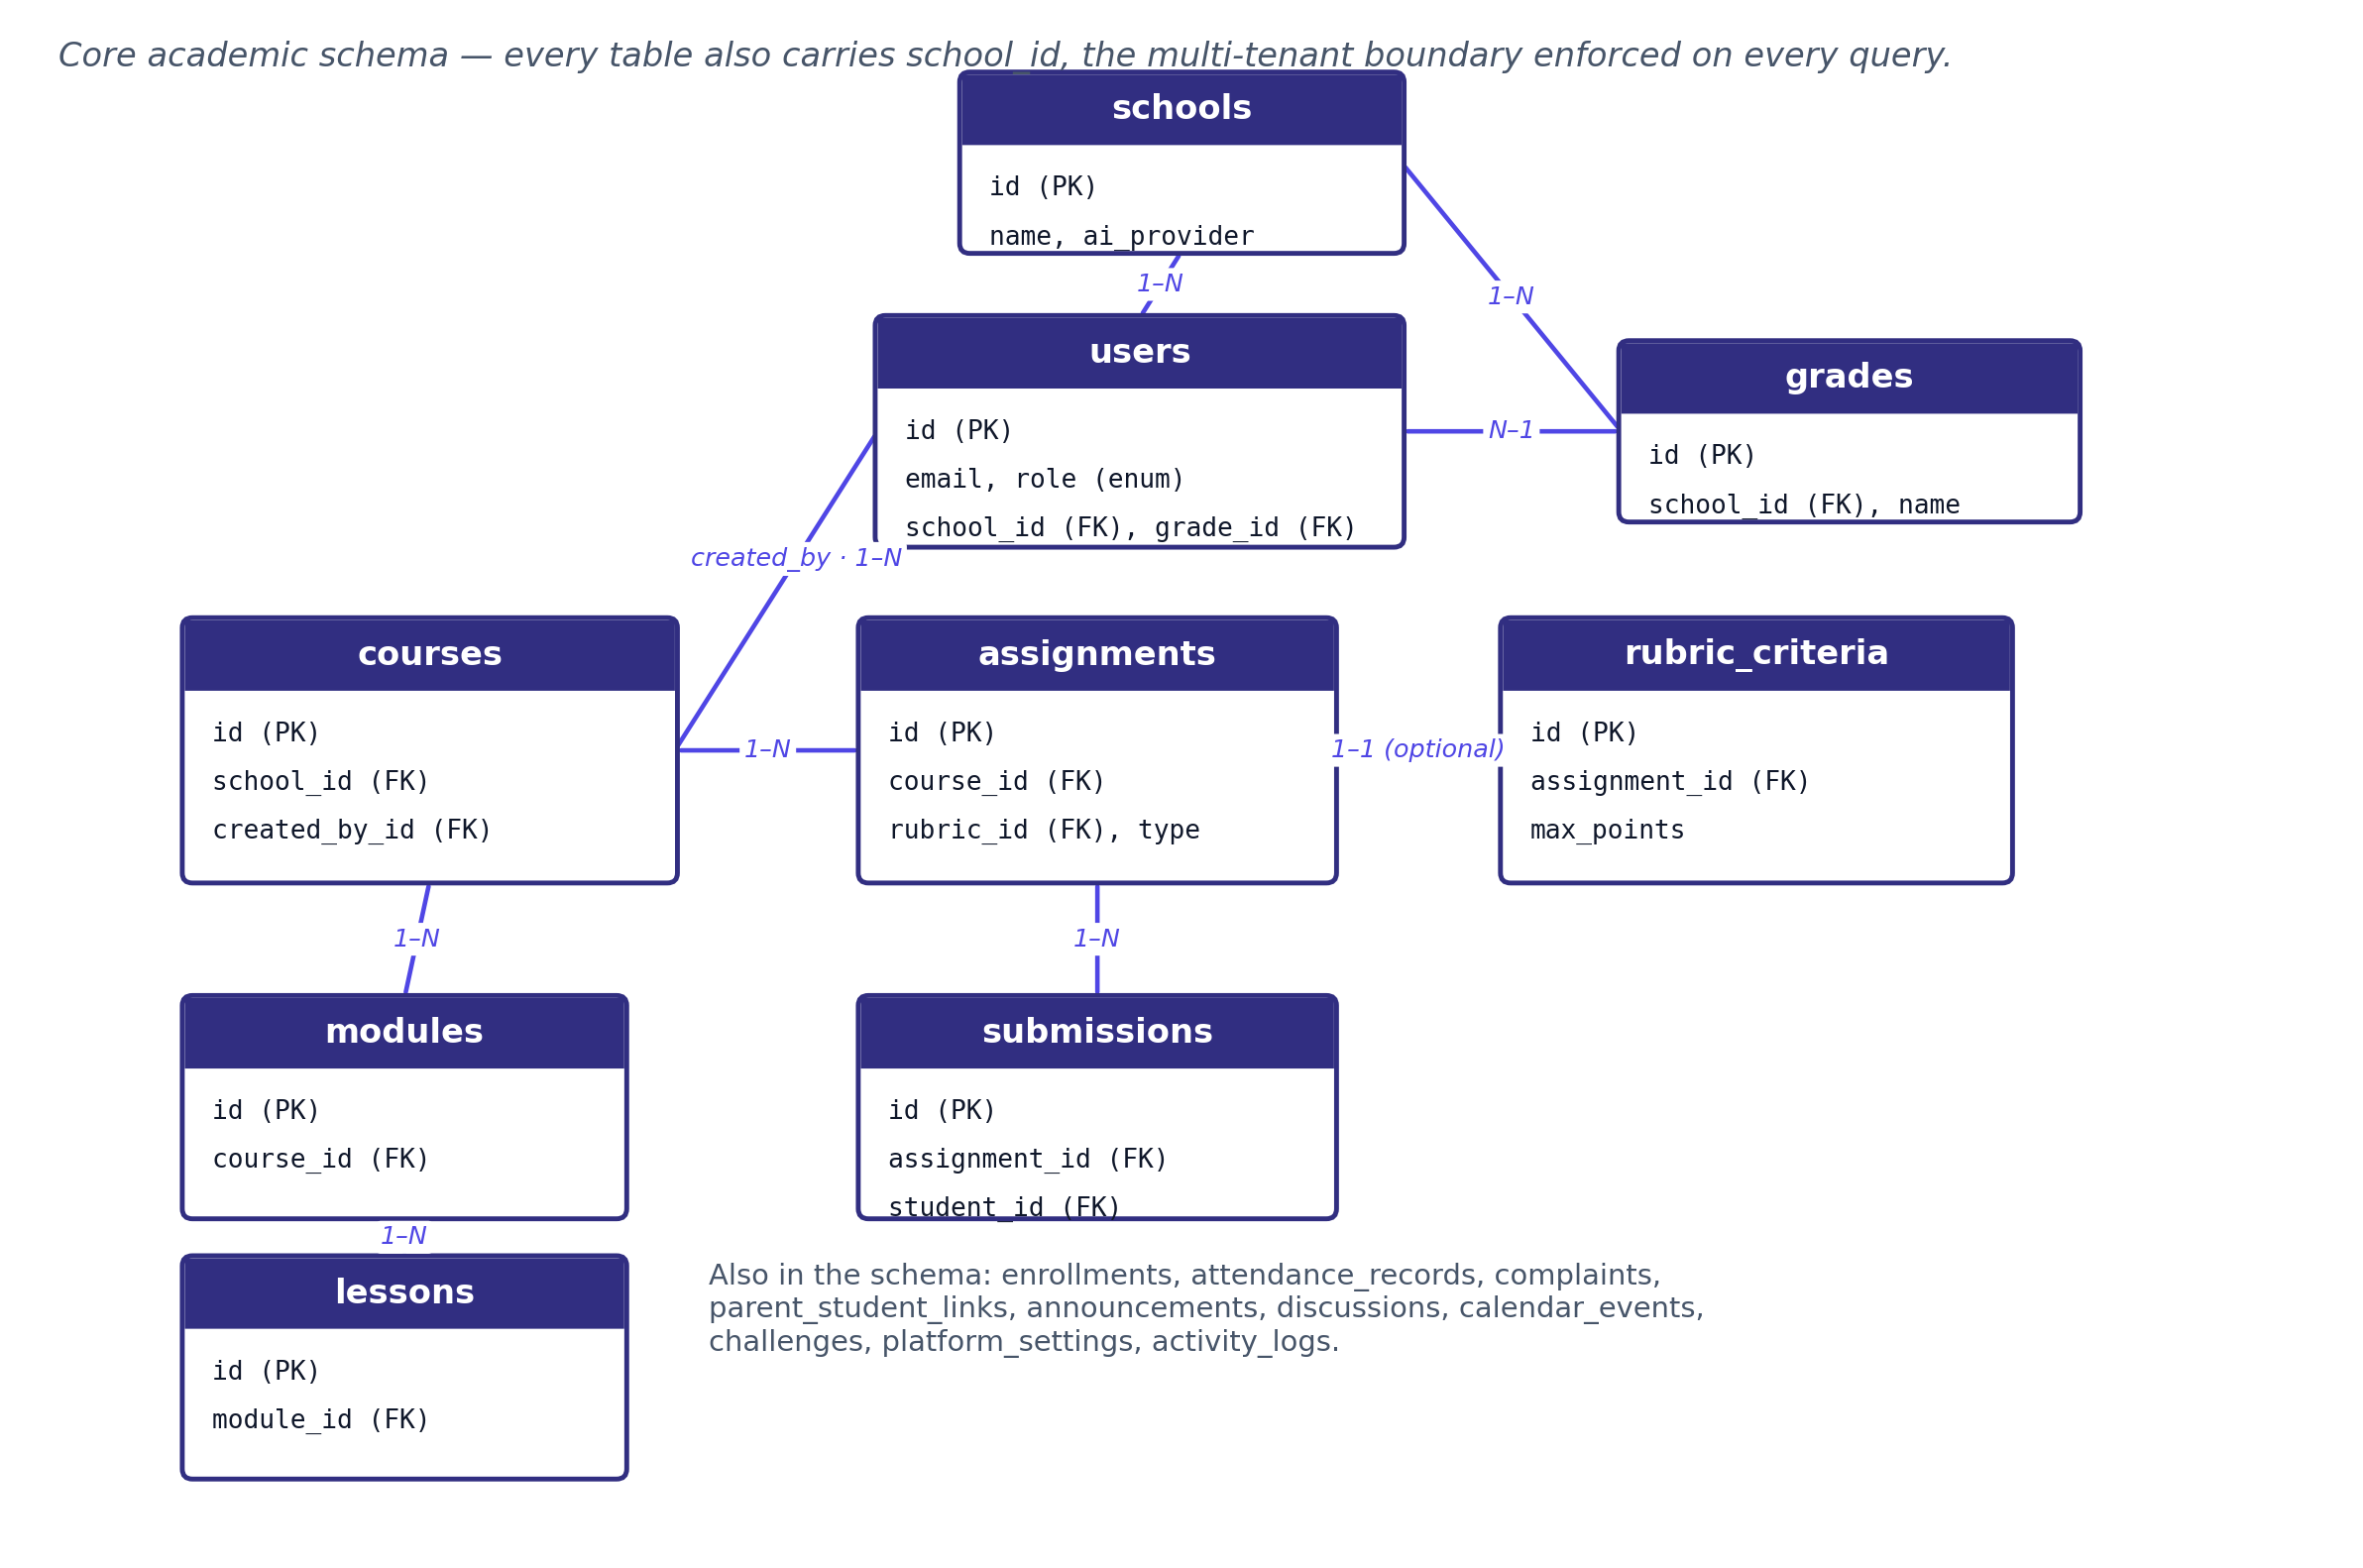 Core academic schema — every table also carries school_id, the multi-tenant boundary enforced on every query.
schools
id (PK)
name, ai_provider
1–N
1–N
users
id (PK)
email, role (enum)
school_id (FK), grade_id (FK)
N–1
grades
id (PK)
school_id (FK), name
created_by · 1–N
courses
id (PK)
school_id (FK)
created_by_id (FK)
1–N
assignments
id (PK)
course_id (FK)
rubric_id (FK), type
1–1 (optional)
rubric_criteria
id (PK)
assignment_id (FK)
max_points
1–N
1–N
modules
id (PK)
course_id (FK)
submissions
id (PK)
assignment_id (FK)
student_id (FK)
1–N
lessons
id (PK)
module_id (FK)
Also in the schema: enrollments, attendance_records, complaints,
parent_student_links, announcements, discussions, calendar_events,
challenges, platform_settings, activity_logs.